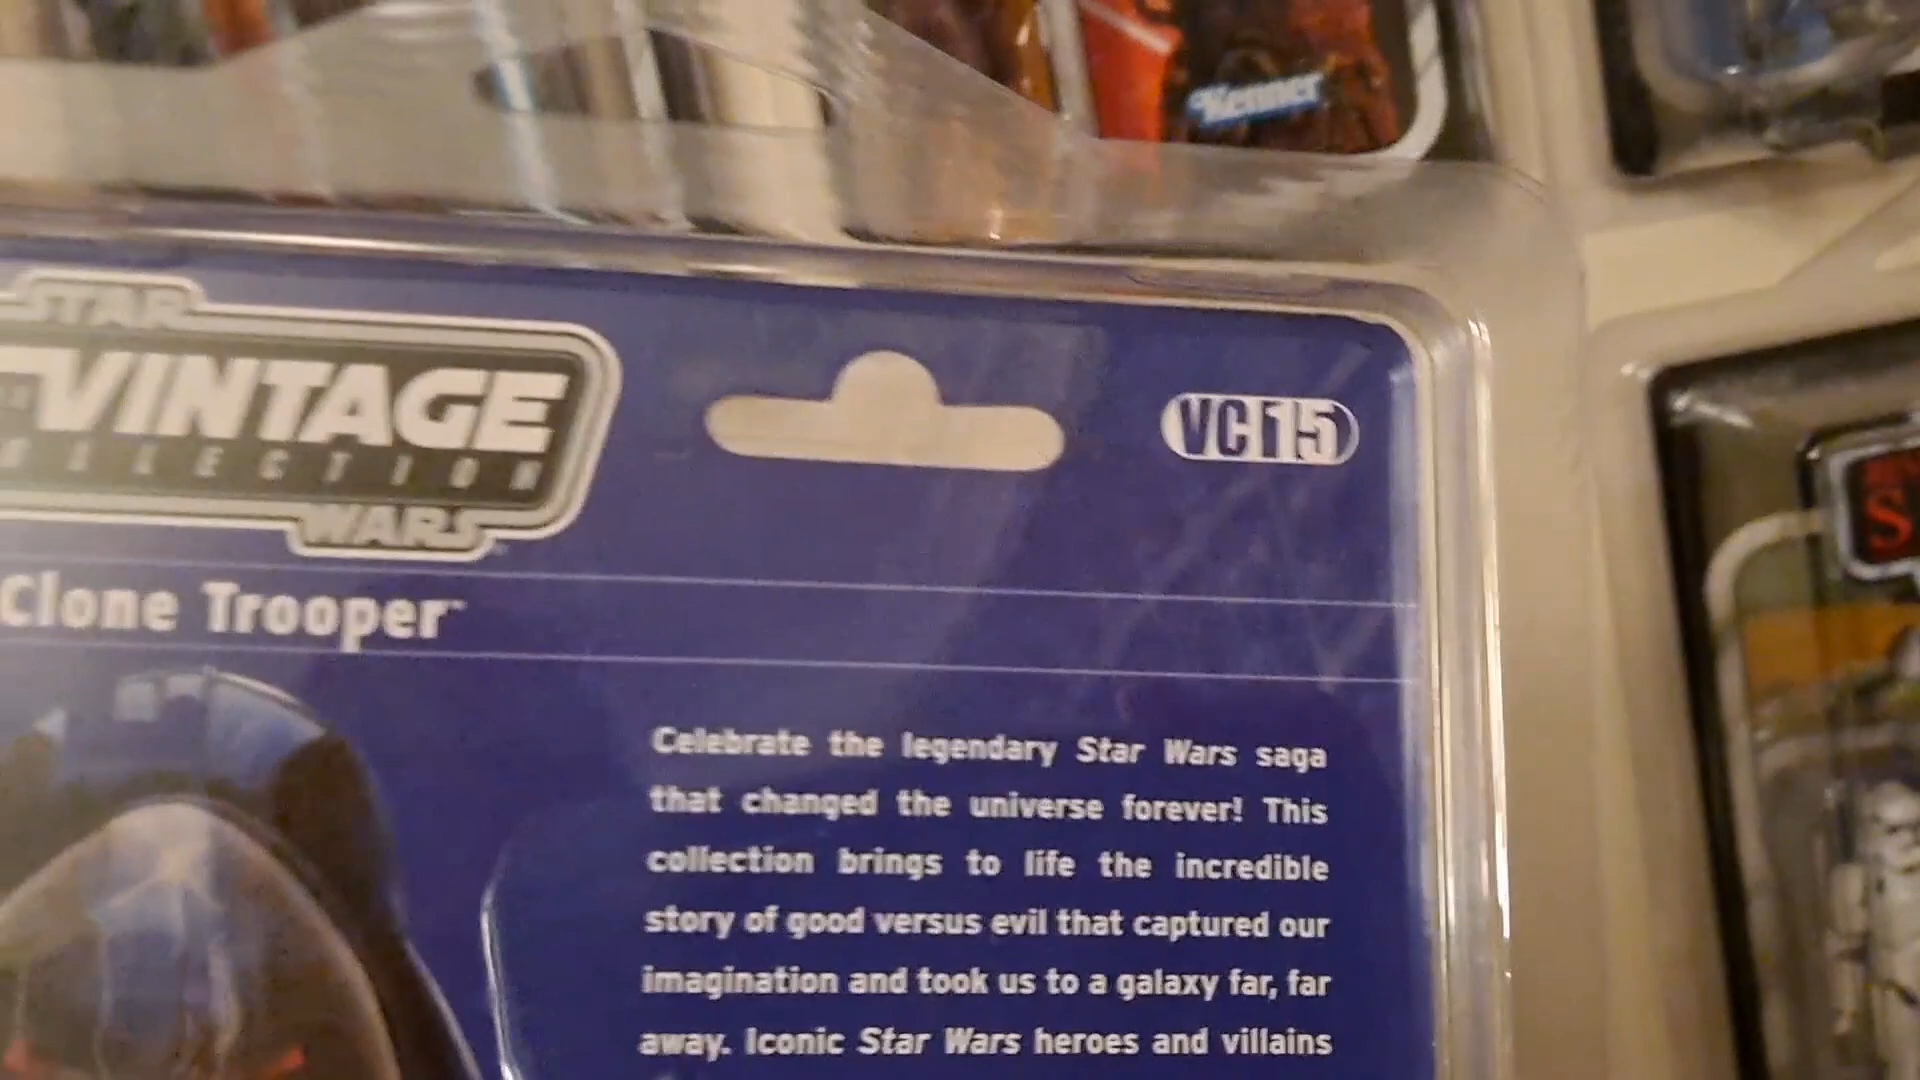 Kenner
STAR
VINTAGE
WARS
VC15
Clone Trooper
Celebrate the legendary Star Wars saga
that changed the universe forever! This
collection brings to life the incredible
story of good versus evil that captured our
imagination and took us to a galaxy far, far
away. Iconic Star Wars heroes and villains